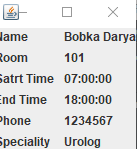 Name Bobka Darya
Room 101
Satrt Time 07:00:00
End Time 18:00:00
Phone 1234567
Speciality Urolog